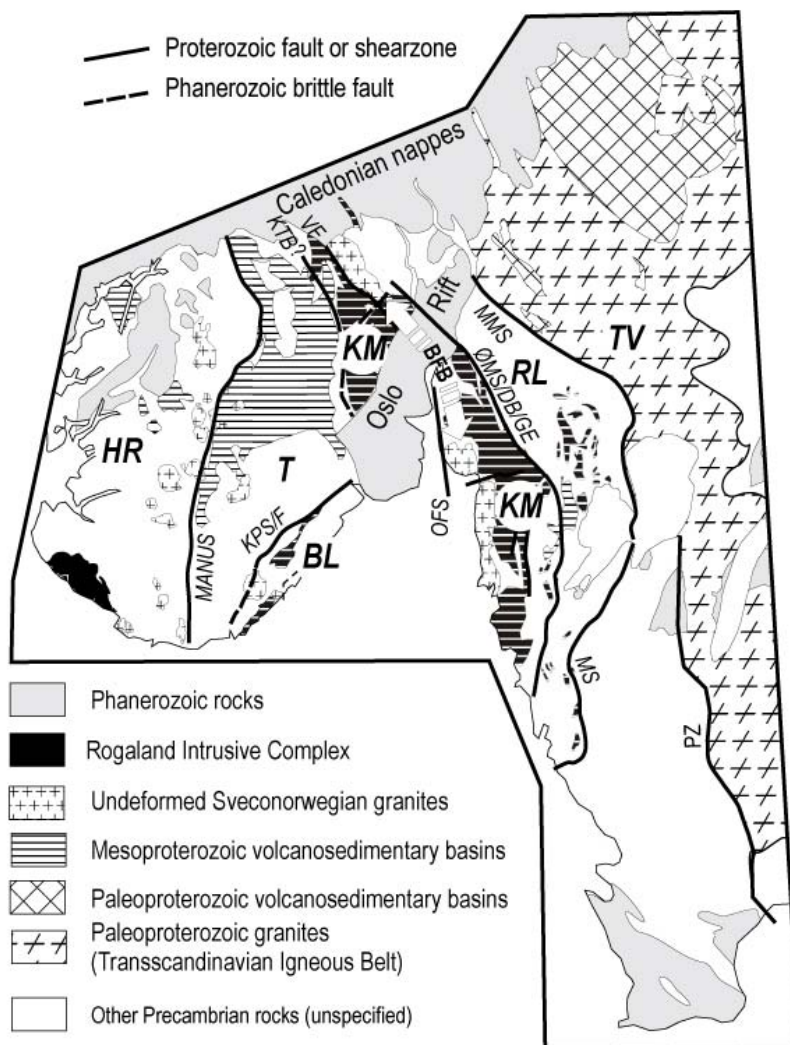 Proterozoic fault or shearzone
Phanerozoic brittle fault
Caledonian nappes
KTB?
VF
Rift
MMS
TV
KM
BFB
ØMS/DB/GE
RL
Oslo
HR
T
OFS
KM
MANUS
KPS/F
BL
MS
PZ
Phanerozoic rocks
Rogaland Intrusive Complex
Undeformed Sveconorwegian granites
Mesoproterozoic volcanosedimentary basins
Paleoproterozoic volcanosedimentary basins
Paleoproterozoic granites
(Transscandinavian Igneous Belt)
Other Precambrian rocks (unspecified)